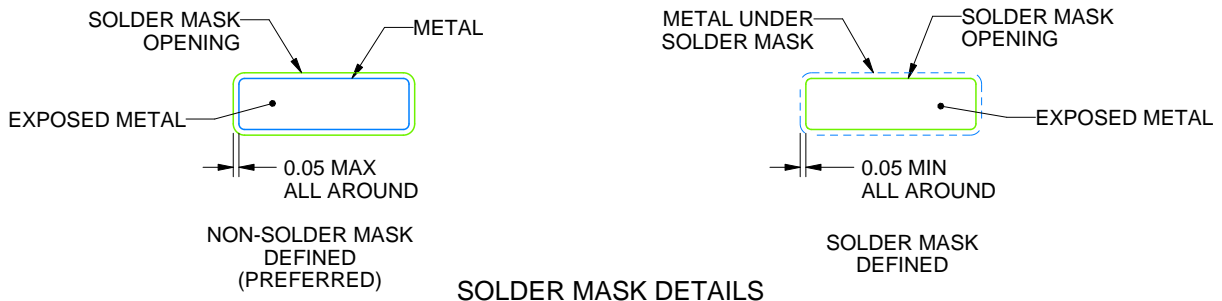 SOLDER MASK
OPENING
METAL
EXPOSED METAL
0.05 MAX
ALL AROUND
NON-SOLDER MASK
DEFINED
(PREFERRED)
METAL UNDER
SOLDER MASK
SOLDER MASK
OPENING
EXPOSED METAL
0.05 MIN
ALL AROUND
SOLDER MASK
DEFINED
SOLDER MASK DETAILS